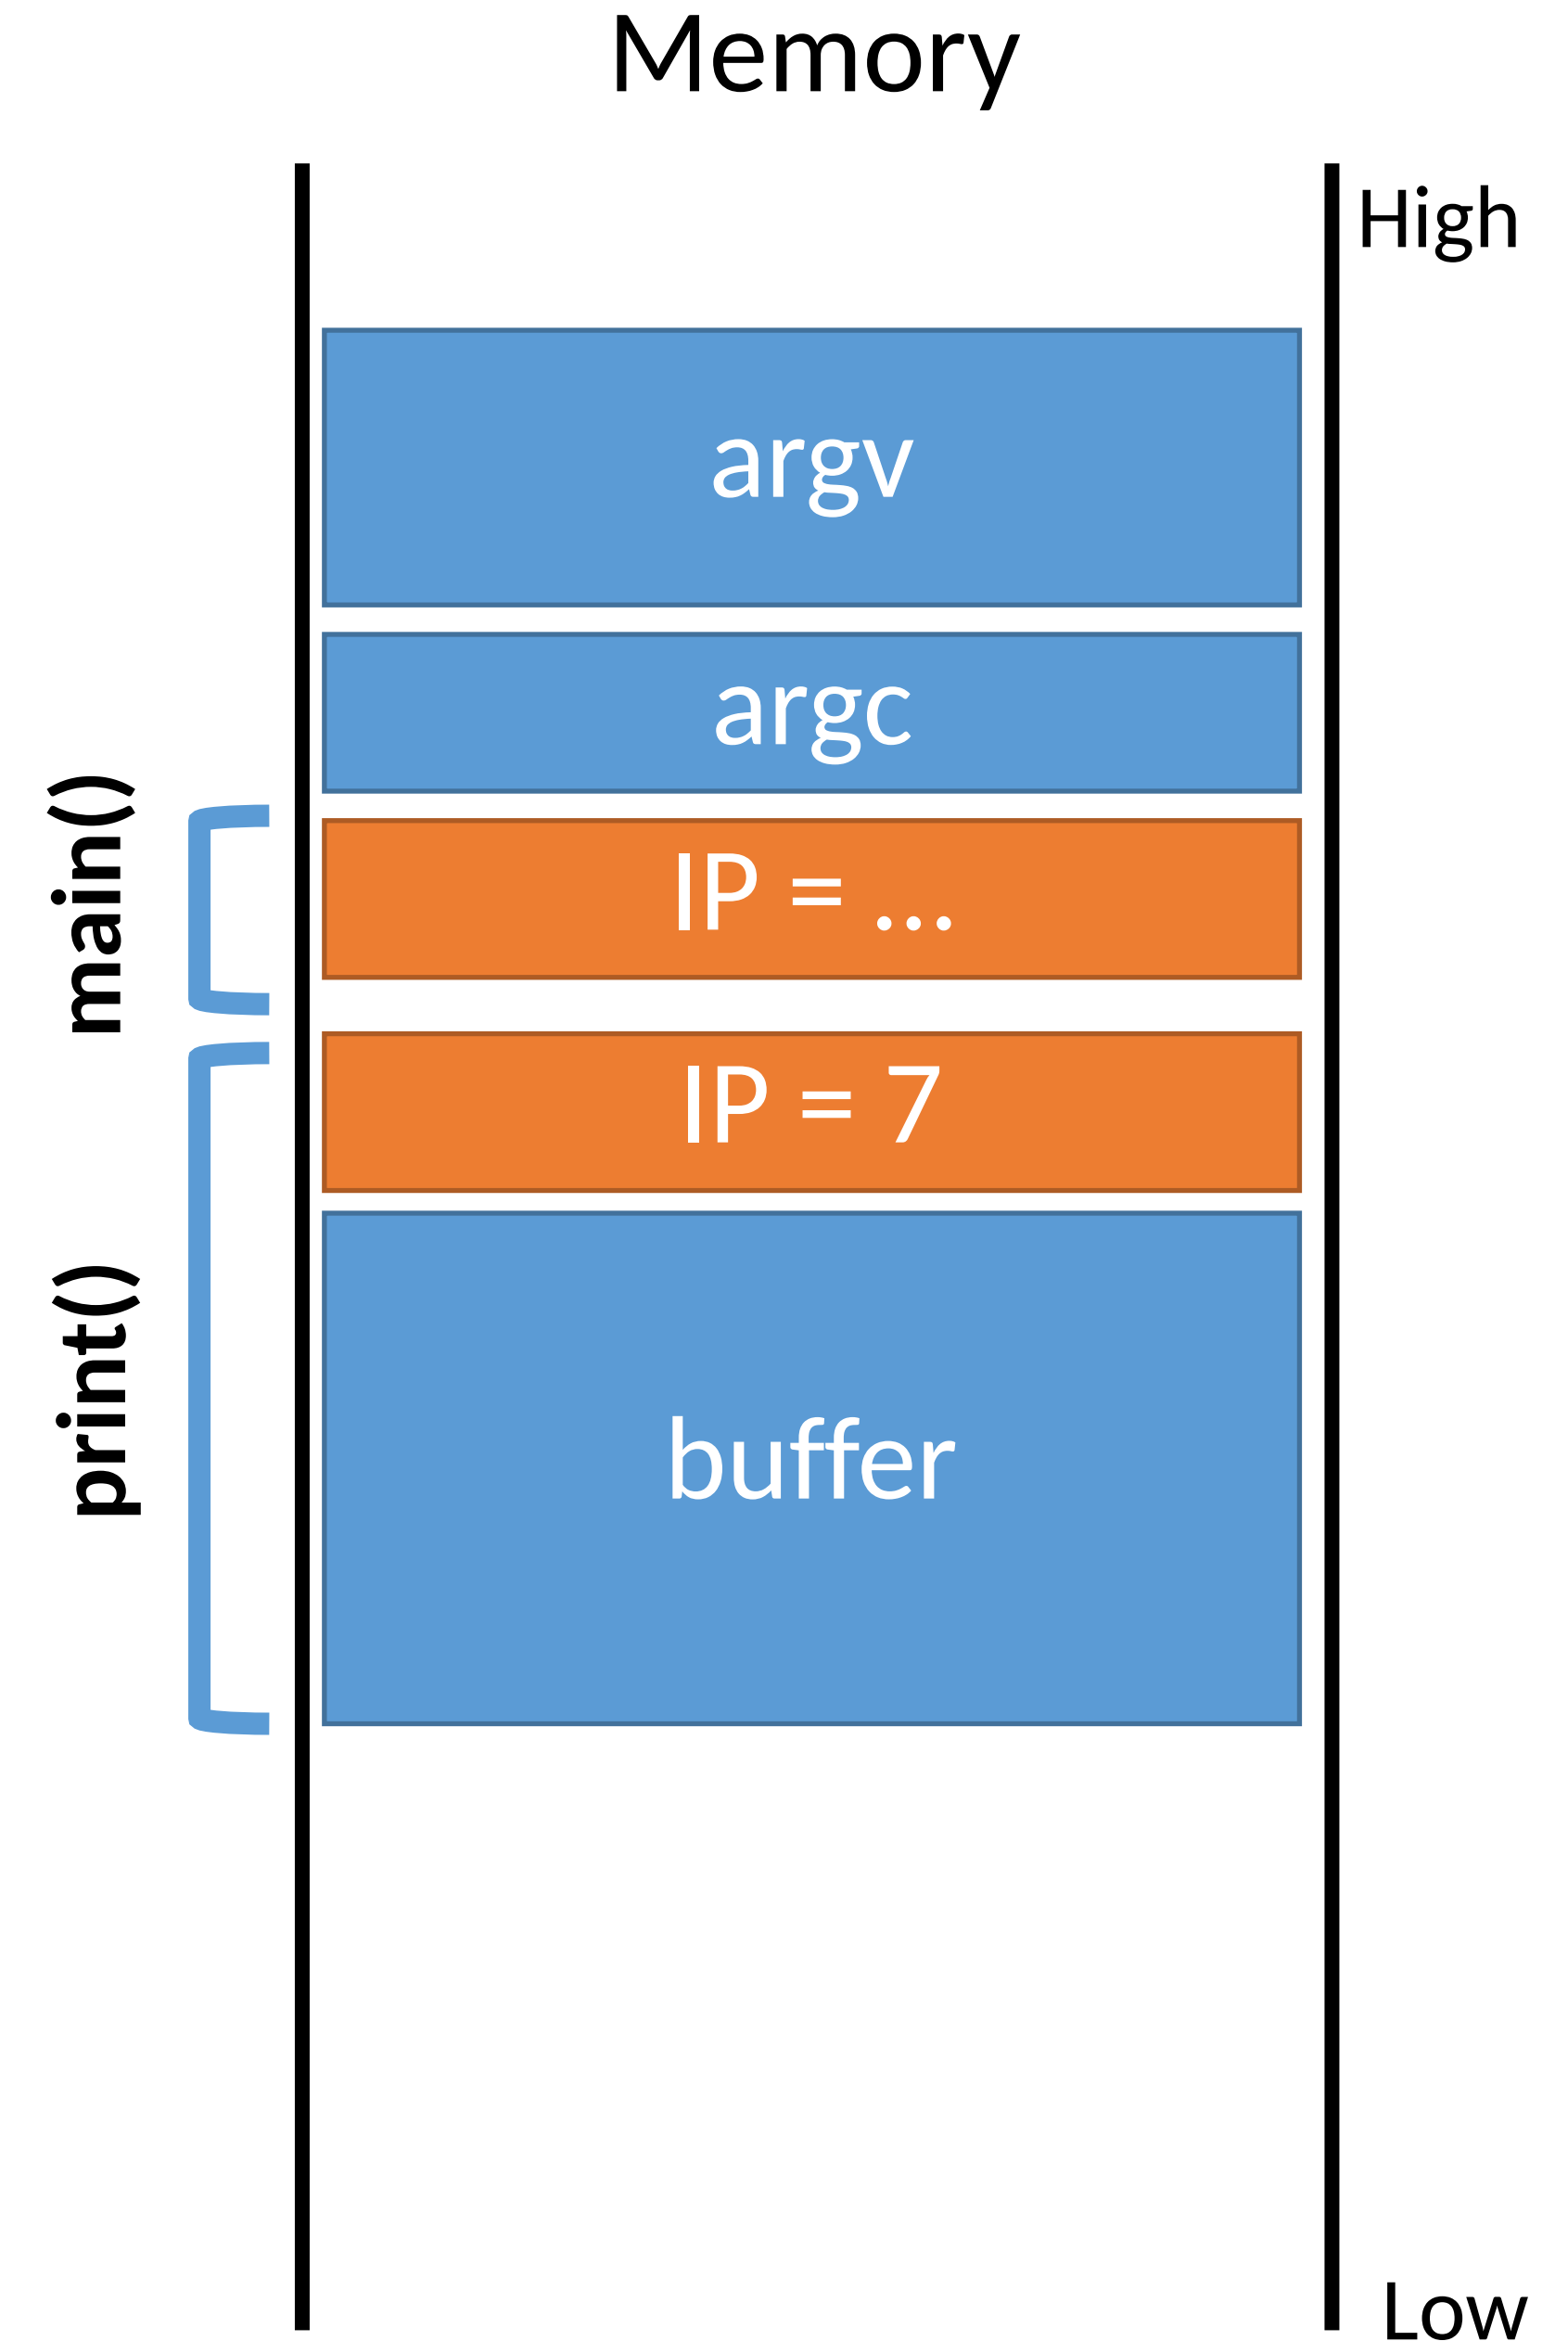 Memory
High
argv
argc
main()
IP = ...
IP = 7
print()
buffer
Low